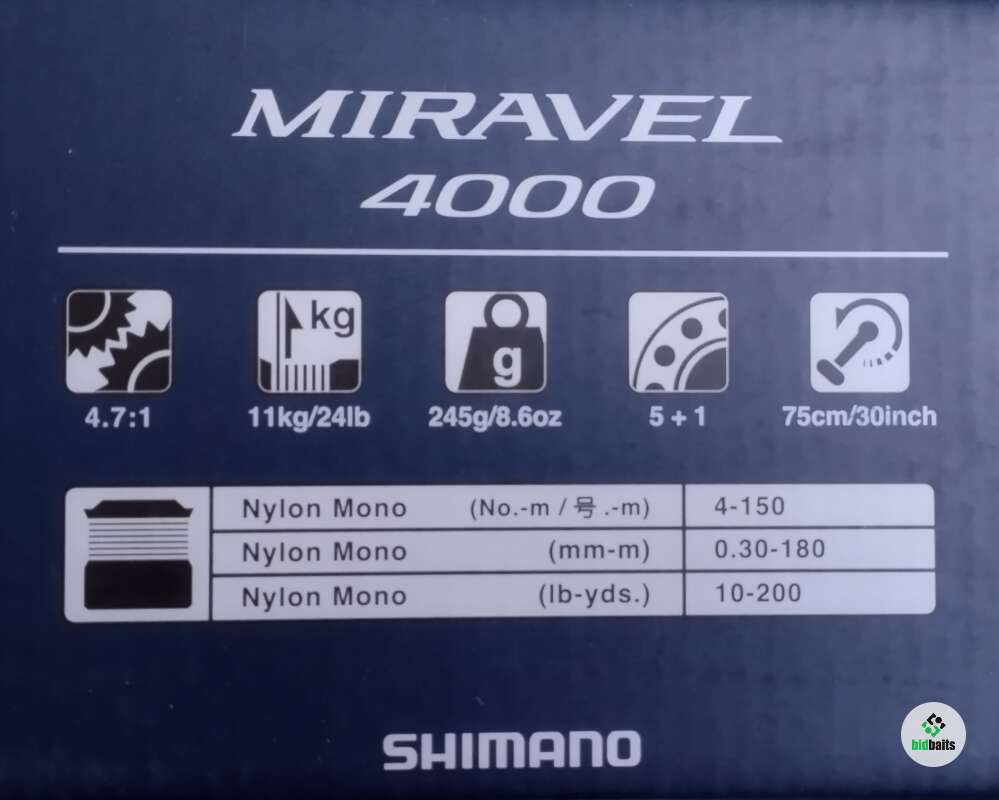 MIRAVEL
4000
kg
g
4.7:1 11kg/24lb 245g/8.6oz 5 + 1 75cm/30inch
Nylon Mono (No.-m / 号.-m) 4-150
Nylon Mono (mm-m) 0.30-180
Nylon Mono (lb-yds.) 10-200
SHIMANO
bidbaits